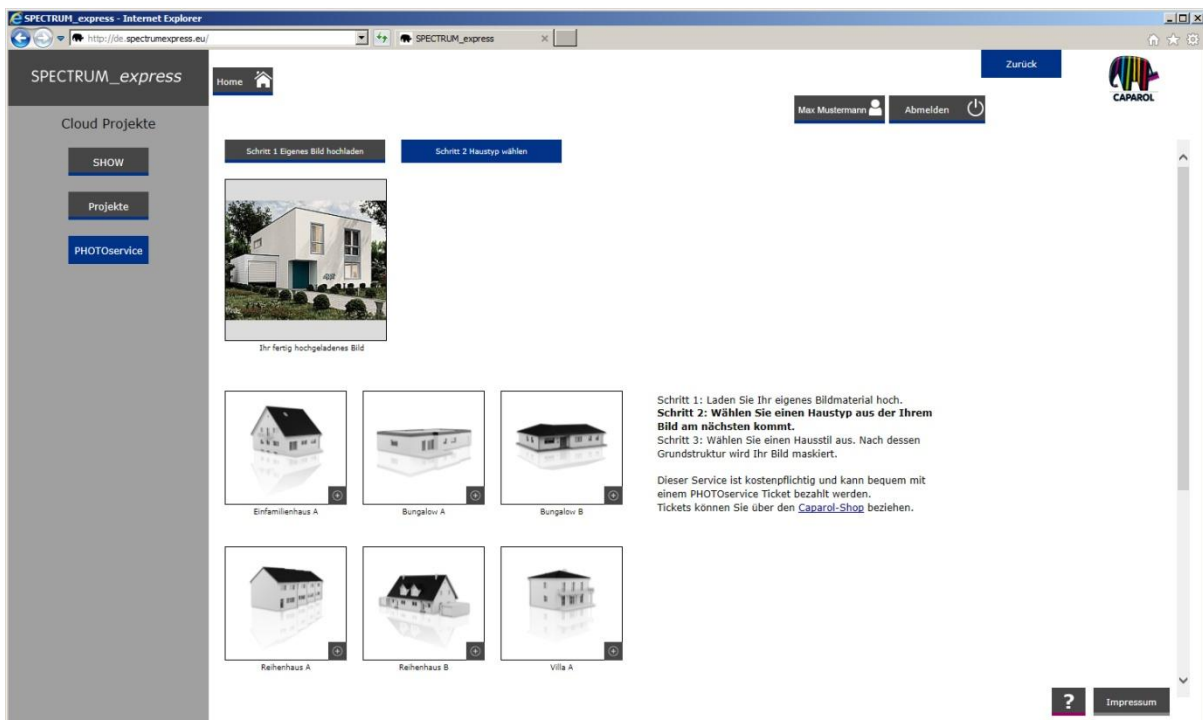 SPECTRUM_express - Internet Explorer
http://de.spectrumexpress.eu/
SPECTRUM_express
SPECTRUM_express
Home
Zurück
CAPAROL
Max Mustermann
Abmelden
Cloud Projekte
SHOW
Projekte
PHOTOservice
Schritt 1 Eigenes Bild hochladen
Schritt 2 Haustyp wählen
Ihr fertig hochgeladenes Bild
Einfamilienhaus A
Bungalow A
Bungalow B
Schritt 1: Laden Sie Ihr eigenes Bildmaterial hoch.
Schritt 2: Wählen Sie einen Haustyp aus der Ihrem
Bild am nächsten kommt.
Schritt 3: Wählen Sie einen Hausstil aus. Nach dessen
Grundstruktur wird Ihr Bild maskiert.
Dieser Service ist kostenpflichtig und kann bequem mit
einem PHOTOservice Ticket bezahlt werden.
Tickets können Sie über den Caparol-Shop beziehen.
Reihenhaus A
Reihenhaus B
Villa A
?
Impressum